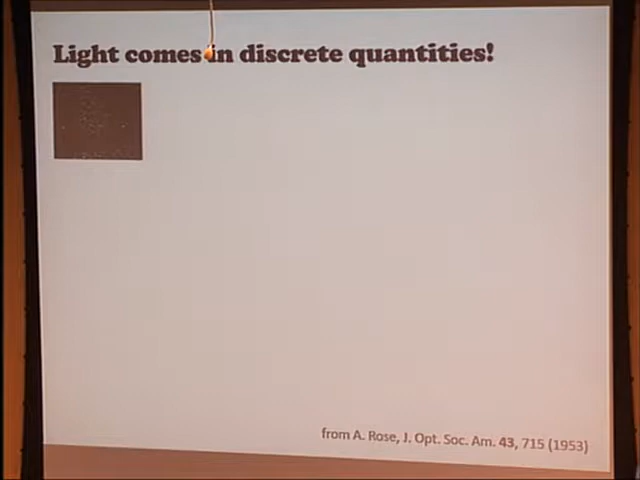 Light comes in discrete quantities!
from A. Rose, J. Opt. Soc. Am. 43, 715 (1953)